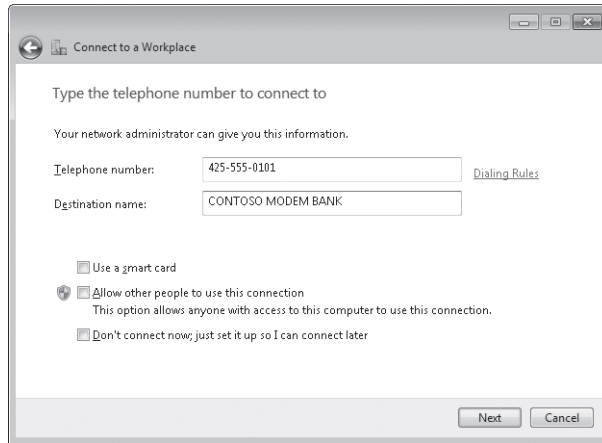 Connect to a Workplace
Type the telephone number to connect to
Your network administrator can give you this information.
Telephone number:
425-555-0101
Dialing Rules
Destination name:
CONTOSO MODEM BANK
Use a smart card
Allow other people to use this connection
This option allows anyone with access to this computer to use this connection.
Don't connect now; just set it up so I can connect later
Next
Cancel